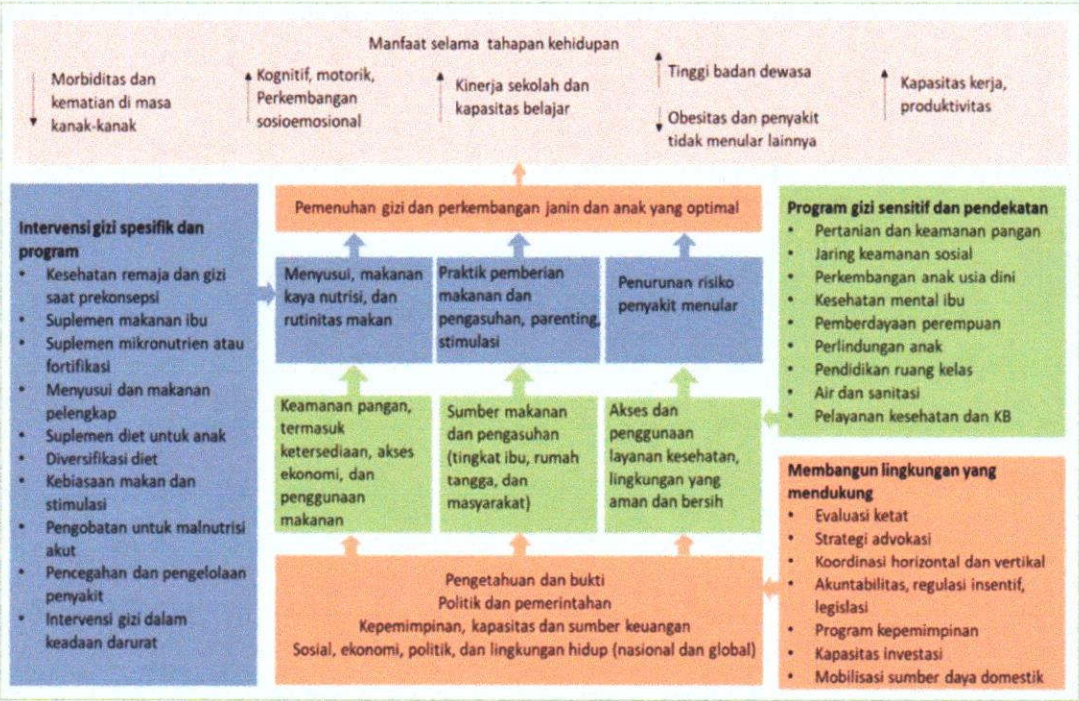 Manfaat selama tahapan kehidupan
Morbiditas dan
kematian di masa
kanak-kanak
Kognitif, motorik,
Perkembangan
sosioemosional
Kinerja sekolah dan
kapasitas belajar
Tinggi badan dewasa
Obesitas dan penyakit
tidak menular lainnya
Kapasitas kerja,
produktivitas
Intervensi gizi spesifik dan
program
• Kesehatan remaja dan gizi
saat prekonsepsi
• Suplemen makanan ibu
• Suplemen mikronutrien atau
fortifikasi
• Menyusui dan makanan
pelengkap
• Suplemen diet untuk anak
• Diversifikasi diet
• Kebiasaan makan dan
stimulasi
• Pengobatan untuk malnutrisi
akut
• Pencegahan dan pengelolaan
penyakit
• Intervensi gizi dalam
keadaan darurat
Pemenuhan gizi dan perkembangan janin dan anak yang optimal
Menyusui, makanan
kaya nutrisi, dan
rutinitas makan
Praktik pemberian
makanan dan
pengasuhan, parenting,
stimulasi
Penurunan risiko
penyakit menular
Keamanan pangan,
termasuk
ketersediaan, akses
ekonomi, dan
penggunaan
makanan
Sumber makanan
dan pengasuhan
(tingkat ibu, rumah
tangga, dan
masyarakat)
Akses dan
penggunaan
layanan kesehatan,
lingkungan yang
aman dan bersih
Pengetahuan dan bukti
Politik dan pemerintahan
Kepemimpinan, kapasitas dan sumber keuangan
Sosial, ekonomi, politik, dan lingkungan hidup (nasional dan global)
Program gizi sensitif dan pendekatan
• Pertanian dan keamanan pangan
• Jaring keamanan sosial
• Perkembangan anak usia dini
• Kesehatan mental ibu
• Pemberdayaan perempuan
• Perlindungan anak
• Pendidikan ruang kelas
• Air dan sanitasi
• Pelayanan kesehatan dan KB
Membangun lingkungan yang
mendukung
• Evaluasi ketat
• Strategi advokasi
• Koordinasi horizontal dan vertikal
• Akuntabilitas, regulasi insentif,
legislasi
• Program kepemimpinan
• Kapasitas investasi
• Mobilisasi sumber daya domestik